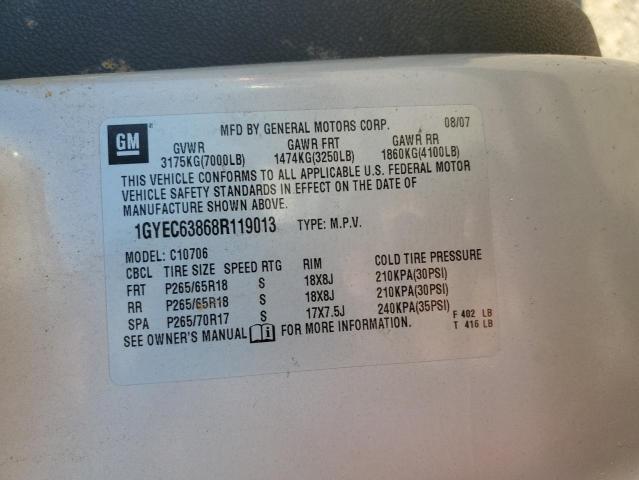 GM
MFD BY GENERAL MOTORS CORP. 08/07
GVWR GAWR FRT GAWR RR
3175KG(7000LB) 1474KG(3250LB) 1860KG(4100LB)
THIS VEHICLE CONFORMS TO ALL APPLICABLE U.S. FEDERAL MOTOR
VEHICLE SAFETY STANDARDS IN EFFECT ON THE DATE OF
MANUFACTURE SHOWN ABOVE.
1GYEC63868R119013 TYPE: M.P.V.
MODEL: C10706
CBCL TIRE SIZE SPEED RTG RIM COLD TIRE PRESSURE
FRT P265/65R18 S 18X8J 210KPA(30PSI)
RR P265/65R18 S 18X8J 210KPA(30PSI)
SPA P265/70R17 S 17X7.5J 240KPA(35PSI)
F 402 LB
SEE OWNER'S MANUAL i FOR MORE INFORMATION. T 416 LB